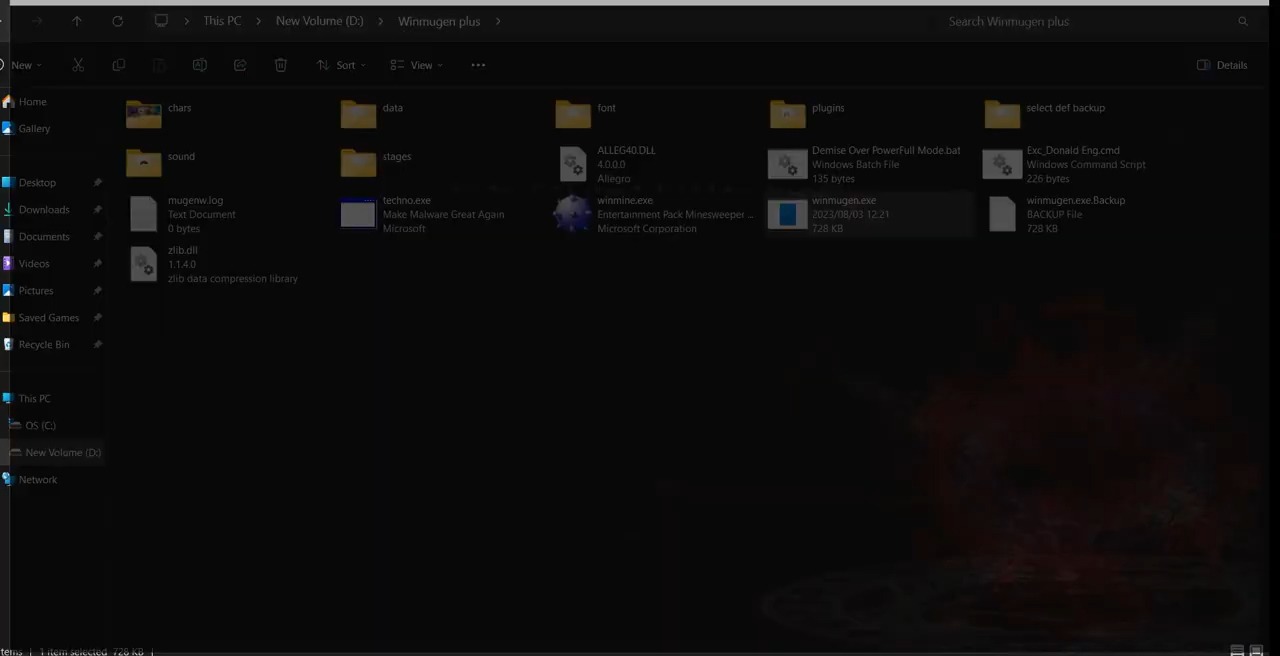 This PC
New Volume (D:)
Winmugen plus
Search Winmugen plus
New
Sort
View
Details
Home
Gallery
Desktop
Downloads
Documents
Videos
Pictures
Saved Games
Recycle Bin
This PC
OS (C:)
New Volume (D:)
Network
chars
data
font
plugins
select def backup
sound
stages
ALLEG40.DLL
4.0.0.0
Allegro
Demise Over PowerFull Mode.bat
Windows Batch File
135 bytes
Exc_Donald Eng.cmd
Windows Command Script
226 bytes
mugenw.log
Text Document
0 bytes
techno.exe
Make Malware Great Again
Microsoft
winmine.exe
Entertainment Pack Minesweeper ...
Microsoft Corporation
winmugen.exe
2023/08/03 12:21
728 KB
winmugen.exe.Backup
BACKUP File
728 KB
zlib.dll
1.1.4.0
zlib data compression library
tems | 1 item selected 728 KB |